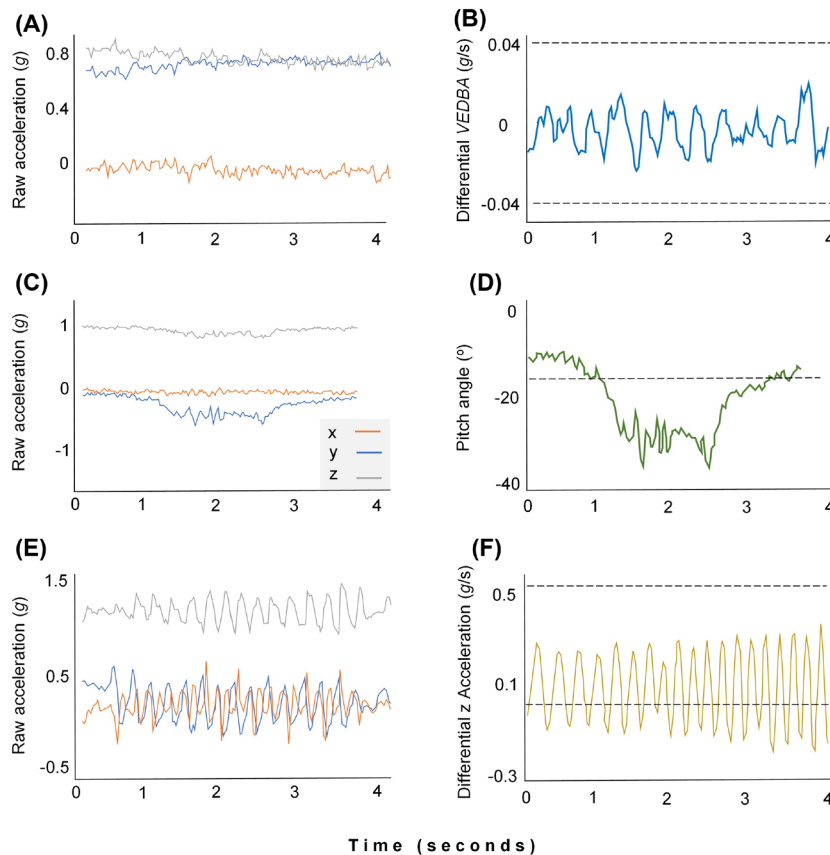 (A)
Raw acceleration (g)
0.8
0.4
0
0 1 2 3 4
(B)
Differential VEDBA (g/s)
0.04
0
-0.04
0 1 2 3 4
(C)
Raw acceleration (g)
1
0
-1
x
y
z
0 1 2 3 4
(D)
Pitch angle (º)
0
-20
-40
0 1 2 3 4
(E)
Raw acceleration (g)
1.5
0.5
-0.5
0 1 2 3 4
(F)
Differential z Acceleration (g/s)
0.5
0.1
-0.3
0 1 2 3 4
Time (seconds)